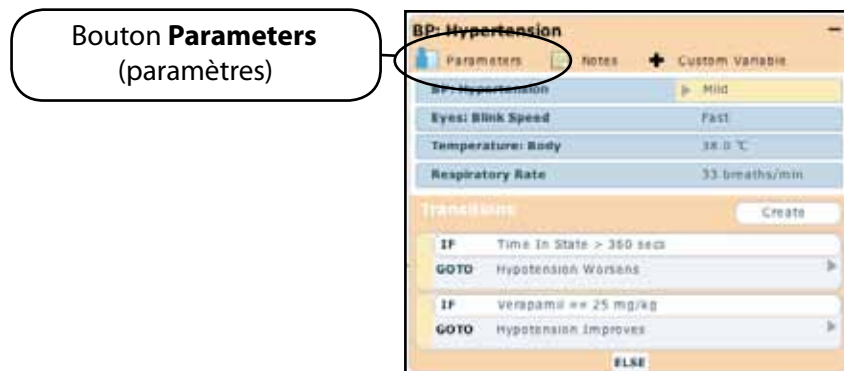 Bouton Parameters
(paramètres)
BP: Hypertension
Parameters Notes Custom Variable
BP: Hypertension Mild
Eyes: Blink Speed Fast
Temperature: Body 38.0 °C
Respiratory Rate 33 breaths/min
Transitions Create
IF Time In State > 360 secs
GOTO Hypotension Worsens
IF Verapamil == 25 mg/kg
GOTO Hypotension Improves
ELSE